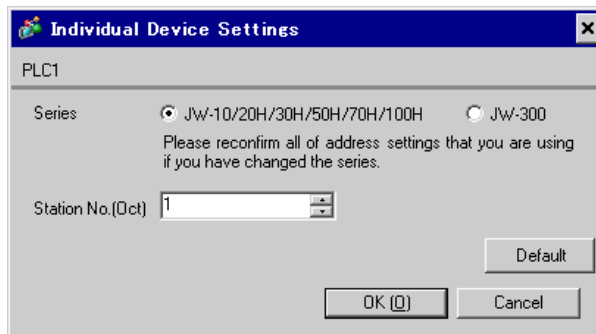 Individual Device Settings
PLC1
Series JW-10/20H/30H/50H/70H/100H JW-300
Please reconfirm all of address settings that you are using
if you have changed the series.
Station No.(Oct) 1
Default
OK (O) Cancel